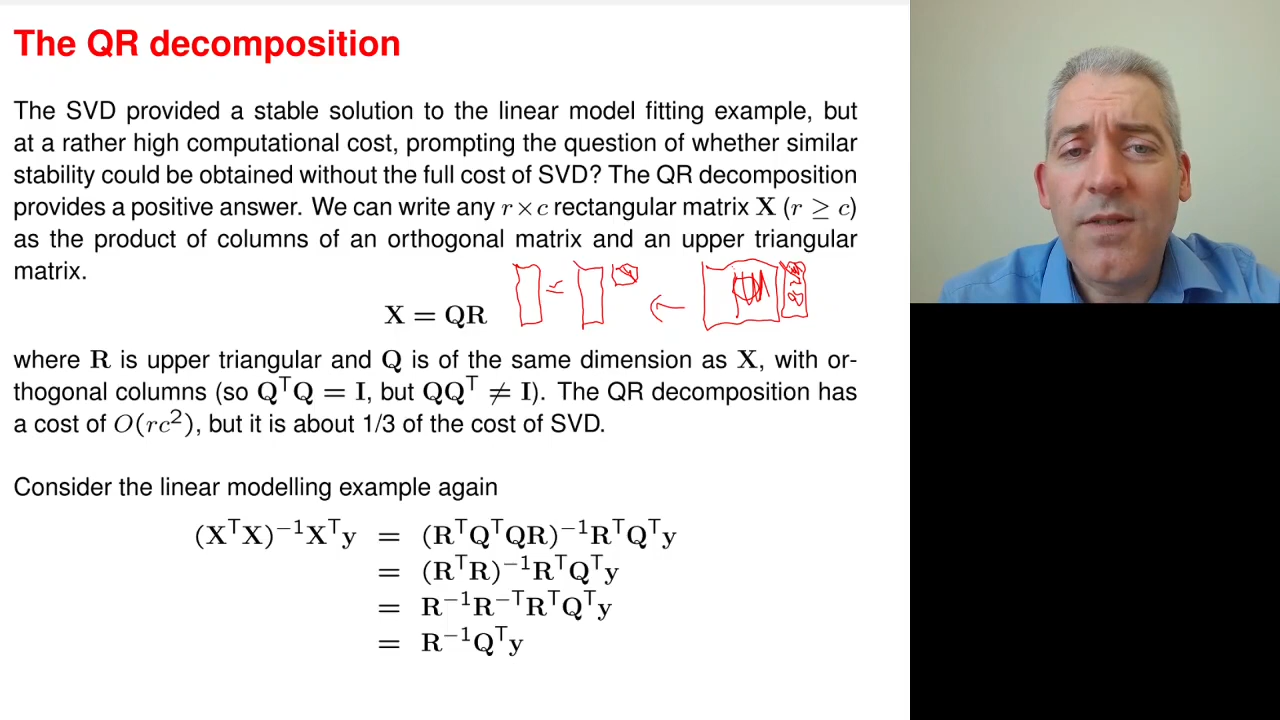 The QR decomposition
The SVD provided a stable solution to the linear model fitting example, but
at a rather high computational cost, prompting the question of whether similar
stability could be obtained without the full cost of SVD? The QR decomposition
provides a positive answer. We can write any r × c rectangular matrix X (r ≥ c)
as the product of columns of an orthogonal matrix and an upper triangular
matrix.
X = QR
where R is upper triangular and Q is of the same dimension as X, with or-
thogonal columns (so QᵀQ = I, but QQᵀ ≠ I). The QR decomposition has
a cost of O(rc²), but it is about 1/3 of the cost of SVD.
Consider the linear modelling example again
(XᵀX)⁻¹Xᵀy = (RᵀQᵀQR)⁻¹RᵀQᵀy
= (RᵀR)⁻¹RᵀQᵀy
= R⁻¹R⁻ᵀRᵀQᵀy
= R⁻¹Qᵀy